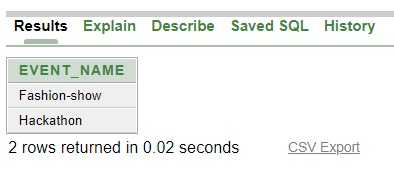 Results Explain Describe Saved SQL History
EVENT_NAME
Fashion-show
Hackathon
2 rows returned in 0.02 seconds CSV Export